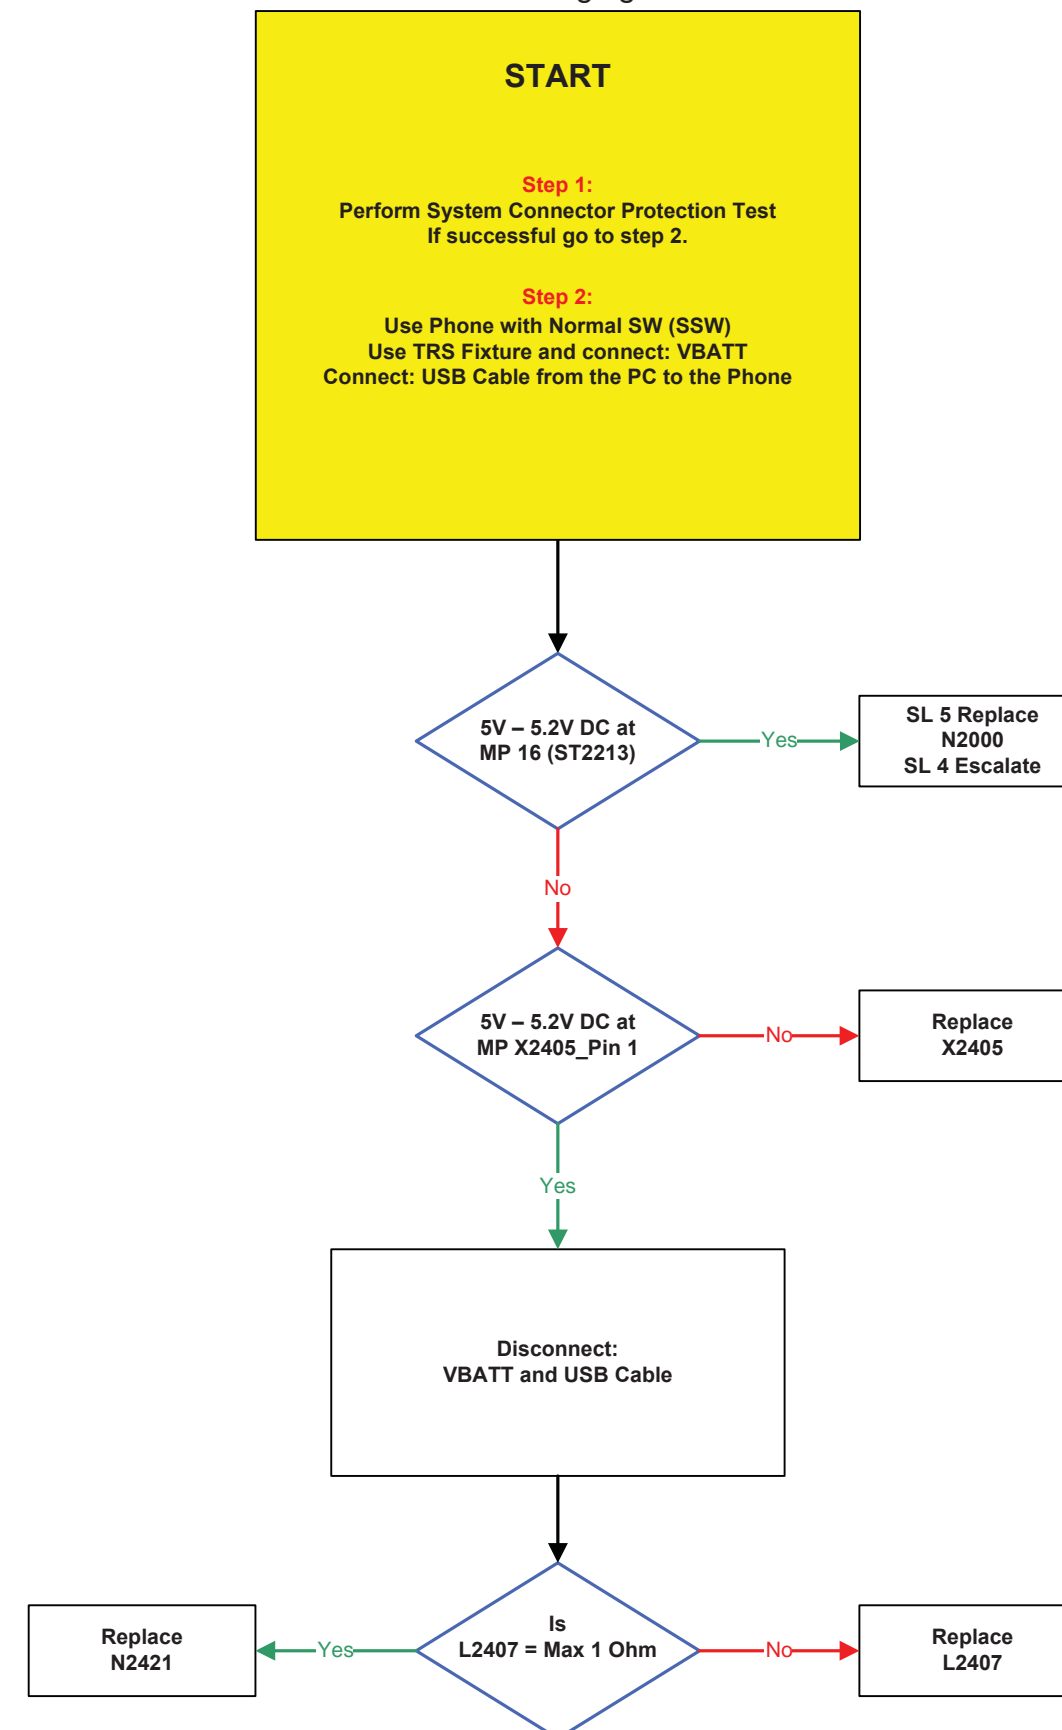 START
Step 1:
Perform System Connector Protection Test
If successful go to step 2.
Step 2:
Use Phone with Normal SW (SSW)
Use TRS Fixture and connect: VBATT
Connect: USB Cable from the PC to the Phone
5V – 5.2V DC at
MP 16 (ST2213)
Yes
SL 5 Replace
N2000
SL 4 Escalate
No
5V – 5.2V DC at
MP X2405_Pin 1
No
Replace
X2405
Yes
Disconnect:
VBATT and USB Cable
Is
L2407 = Max 1 Ohm
Yes
Replace
N2421
No
Replace
L2407